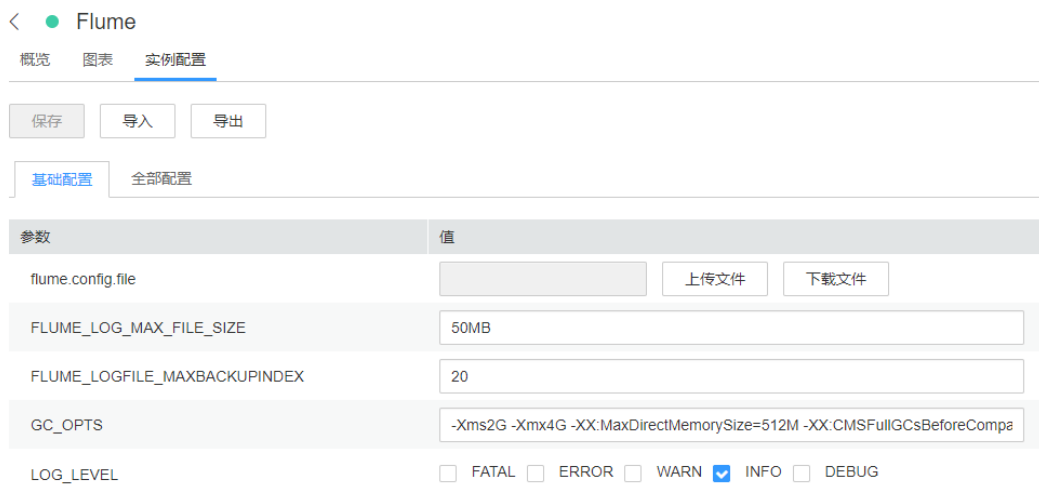 Flume
概览 图表 实例配置
保存 导入 导出
基础配置 全部配置
参数 值
flume.config.file 上传文件 下载文件
FLUME_LOG_MAX_FILE_SIZE 50MB
FLUME_LOGFILE_MAXBACKUPINDEX 20
GC_OPTS -Xms2G -Xmx4G -XX:MaxDirectMemorySize=512M -XX:CMSFullGCsBeforeCompa
LOG_LEVEL FATAL ERROR WARN INFO DEBUG